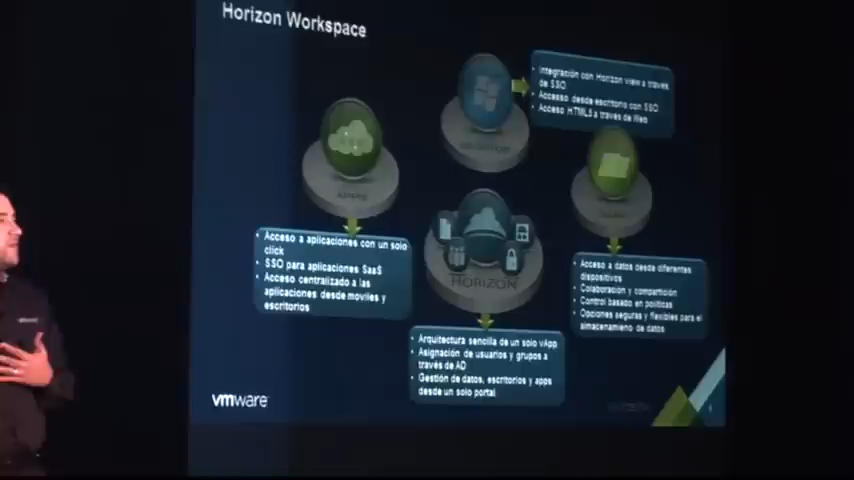 Horizon Workspace
• Integración con Horizon view a través
de SSO
• Accesso desde escritorio con SSO
• Acceso HTML5 a través de Web
• Acceso a aplicaciones con un solo
click
• SSO para aplicaciones SaaS
• Acceso centralizado a las
aplicaciones desde moviles y
escritorios
HORIZON
• Acceso a datos desde diferentes
dispositivos
• Colaboración y compartición
• Control basado en políticas
• Opciones seguras y flexibles para el
almacenamiento de datos
• Arquitectura sencilla de un solo vApp
• Asignación de usuarios y grupos a
través de AD
• Gestión de datos, escritorios y apps
desde un solo portal
vmware